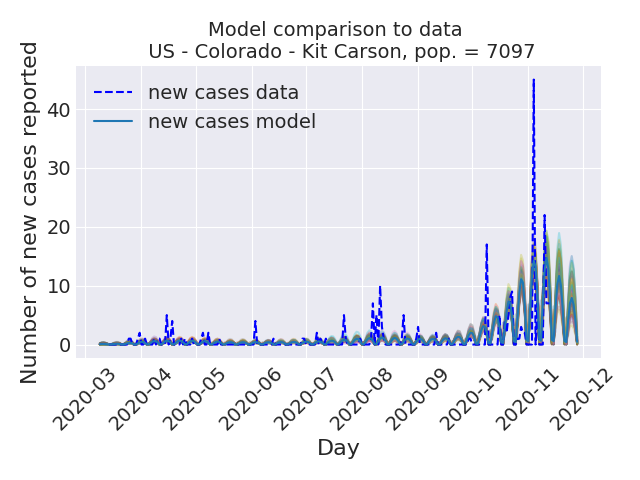 Model comparison to data
US - Colorado - Kit Carson, pop. = 7097
Number of new cases reported
40
30
20
10
0
new cases data
new cases model
2020-03
2020-04
2020-05
2020-06
2020-07
2020-08
2020-09
2020-10
2020-11
2020-12
Day